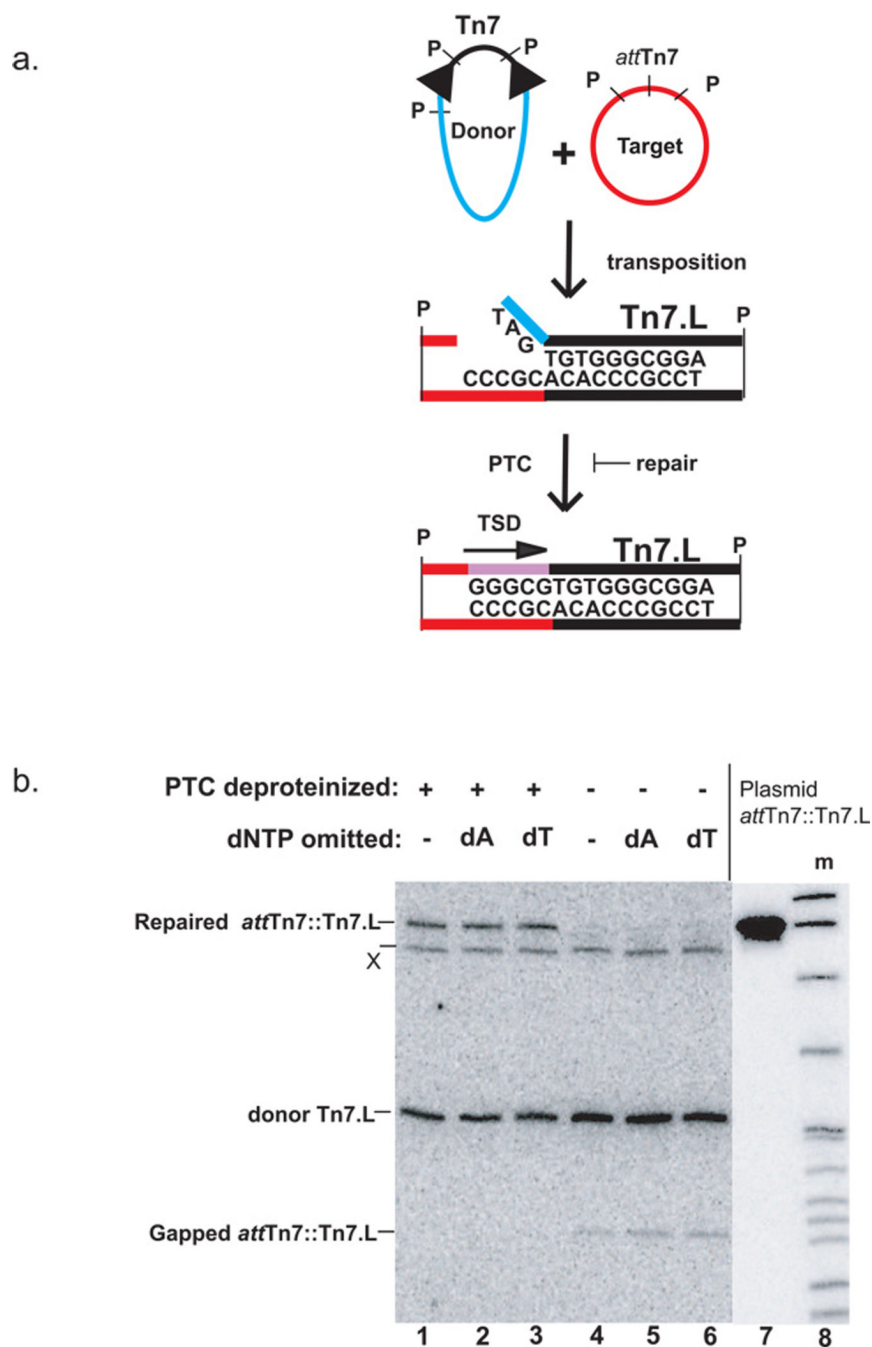 a.
Tn7
P P
attTn7
P P
P
Donor + Target
transposition
P T A G Tn7.L P
TGTGGGCGGA
CCCGCACACCCGCCT
PTC repair
TSD
P Tn7.L P
GGGCGTGTGGGCGGA
CCCGCACACCCGCCT
b.
PTC deproteinized: + + + - - - Plasmid
attTn7::Tn7.L
dNTP omitted: - dA dT - dA dT
m
Repaired attTn7::Tn7.L
X
donor Tn7.L
Gapped attTn7::Tn7.L
1 2 3 4 5 6 7 8